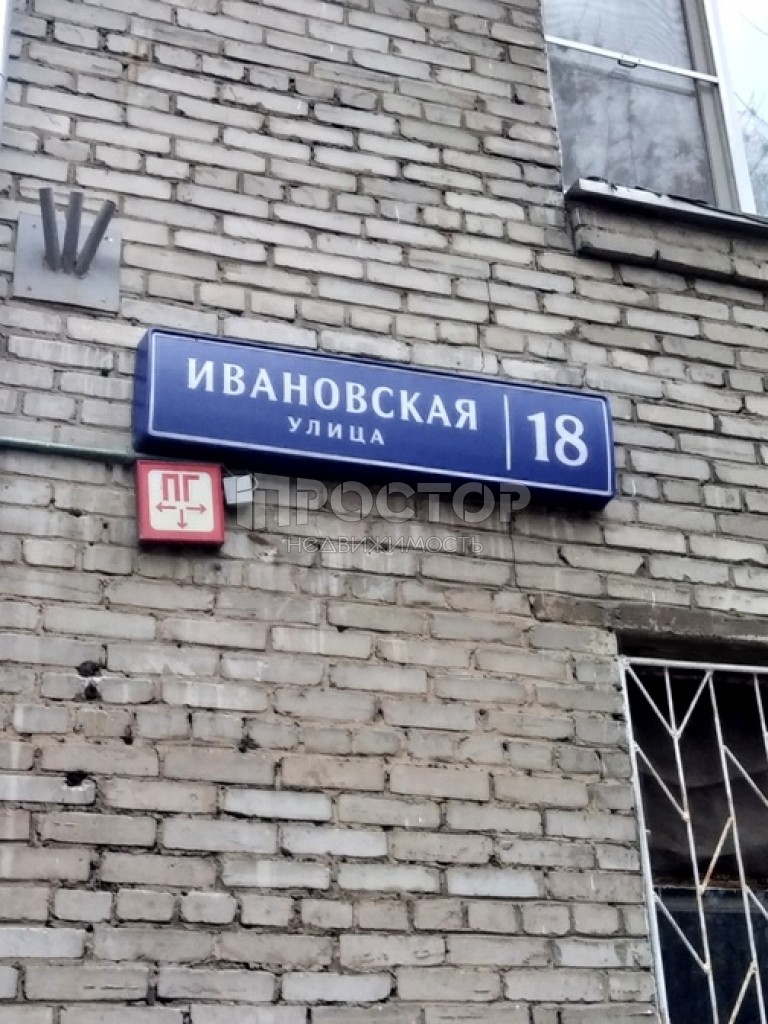 ИВАНОВСКАЯ
УЛИЦА
18
ПГ
ПРОСТОР
недвижимость